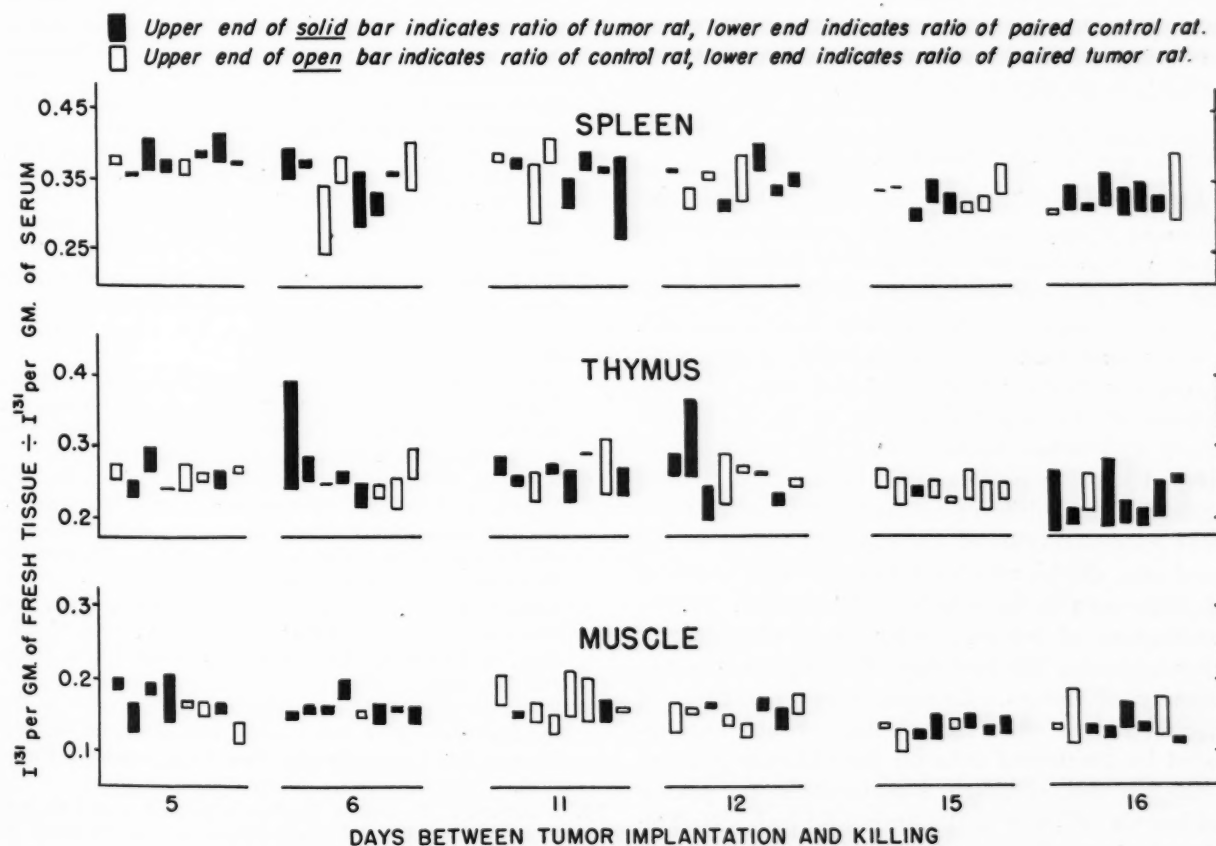 Upper end of solid bar indicates ratio of tumor rat, lower end indicates ratio of paired control rat.
Upper end of open bar indicates ratio of control rat, lower end indicates ratio of paired tumor rat.
I131 per GM. of FRESH TISSUE ÷ I131 per GM. of SERUM
SPLEEN
0.45
0.35
0.25
THYMUS
0.4
0.3
0.2
MUSCLE
0.3
0.2
0.1
5 6 11 12 15 16
DAYS BETWEEN TUMOR IMPLANTATION AND KILLING